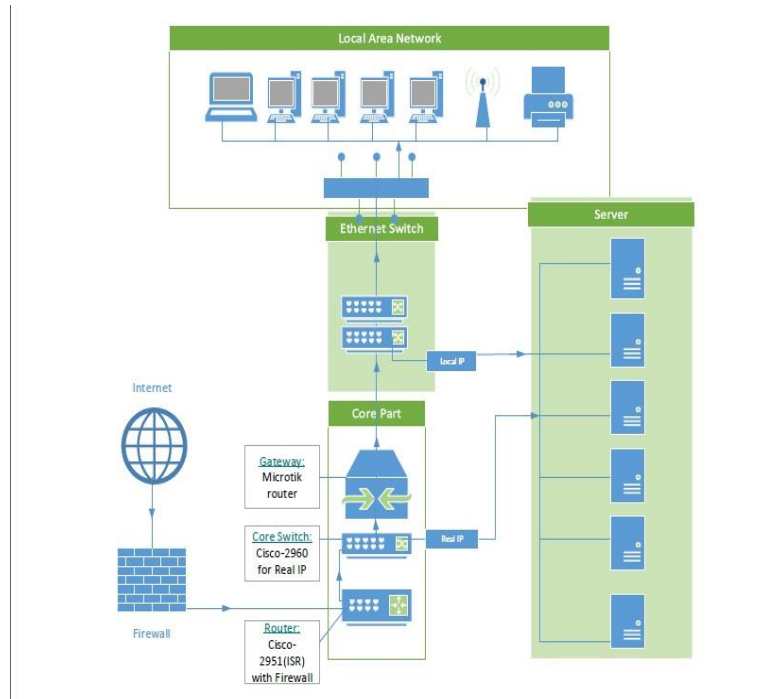 Local Area Network
Server
Ethernet Switch
Local IP
Internet
Core Part
Gateway:
Microtik
router
Core Switch:
Cisco-2960
for Real IP
Real IP
Firewall
Router:
Cisco-
2951(ISR)
with Firewall